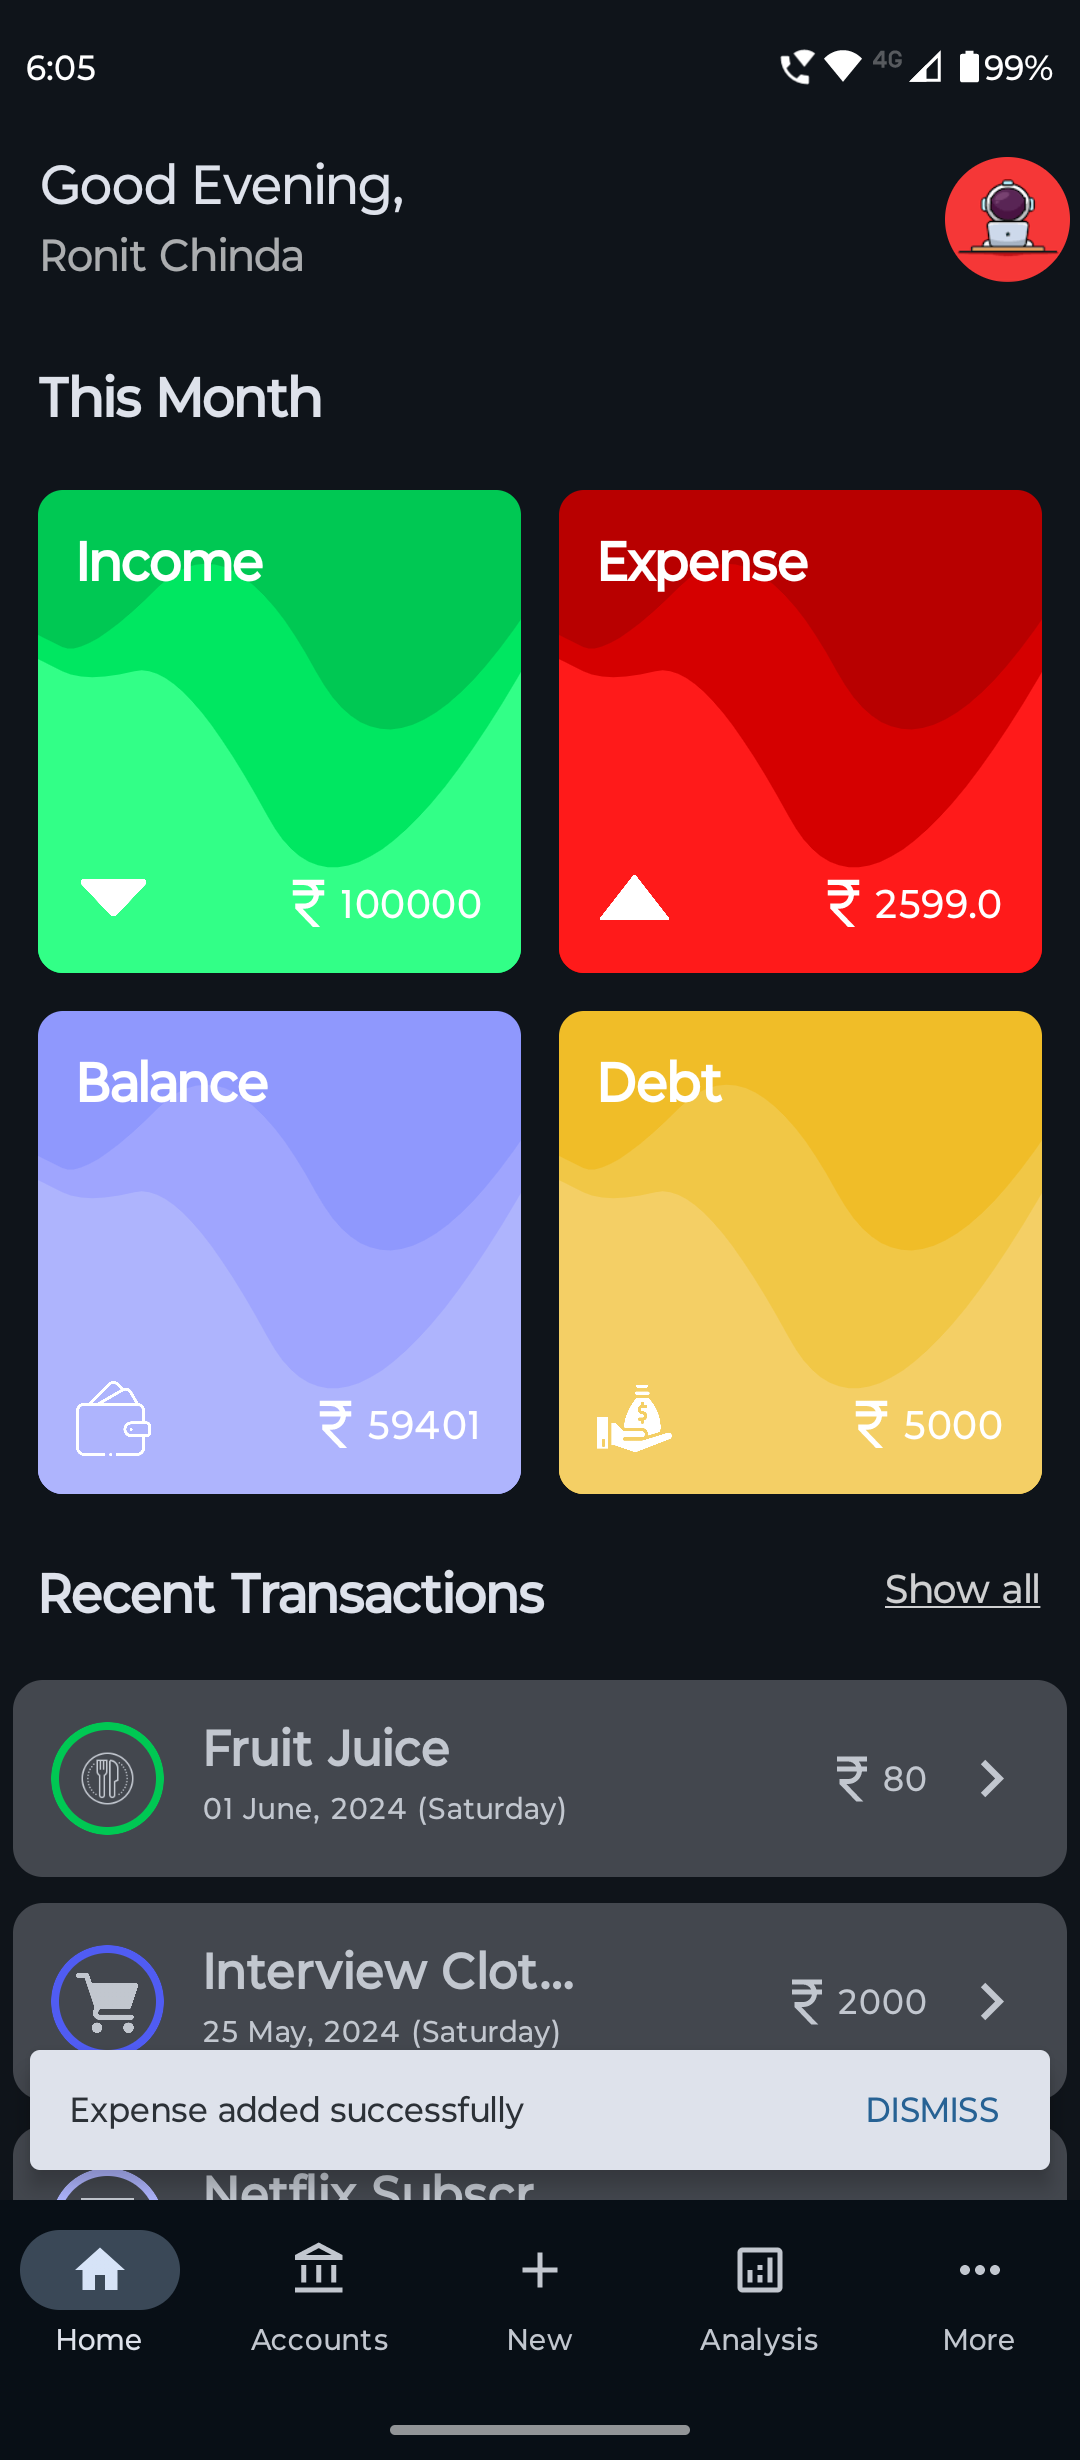 6:05
4G
99%
Good Evening,
Ronit Chinda
This Month
Income
Expense
₹ 100000
₹ 2599.0
Balance
Debt
₹ 59401
$
₹ 5000
Recent Transactions
Show all
Fruit Juice
₹ 80
01 June, 2024 (Saturday)
Interview Clot...
₹ 2000
25 May, 2024 (Saturday)
Expense added successfully
DISMISS
Netflix Subscr
Home
Accounts
New
Analysis
More